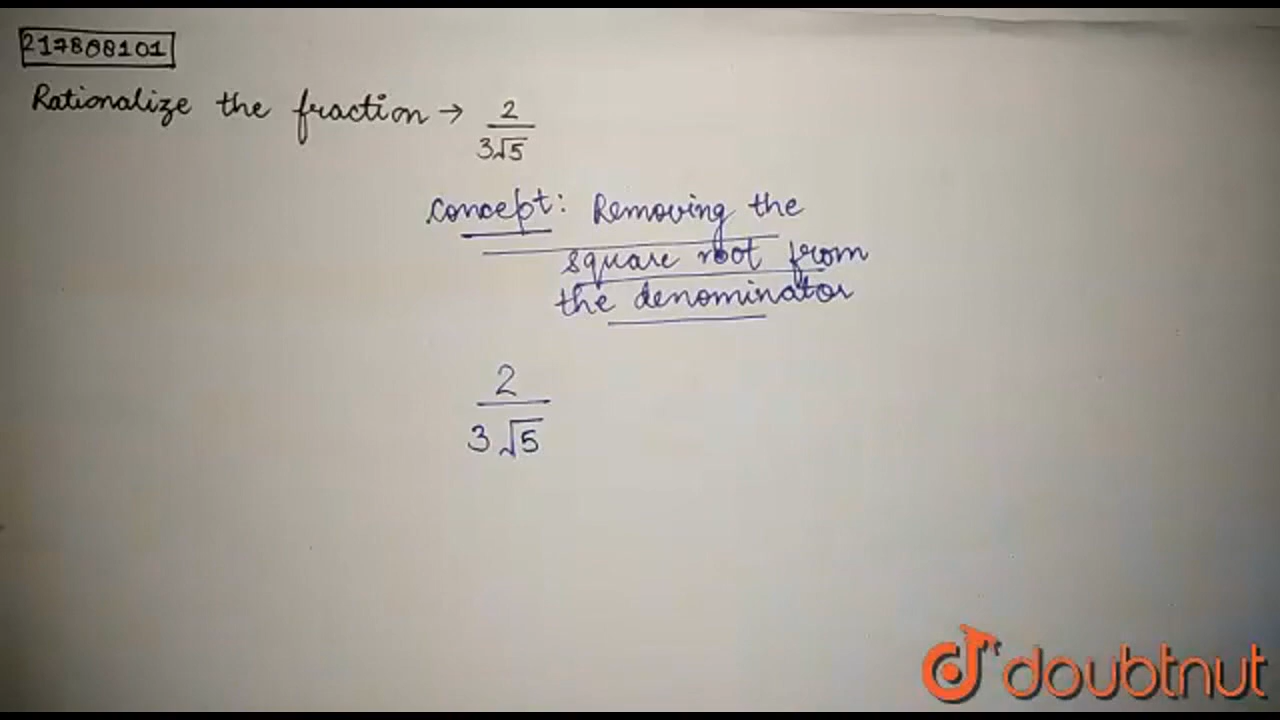 217808101
Rationalize the fraction → 2/3√5
Concept: Removing the
square root from
the denominator
2
3√5
doubtnut